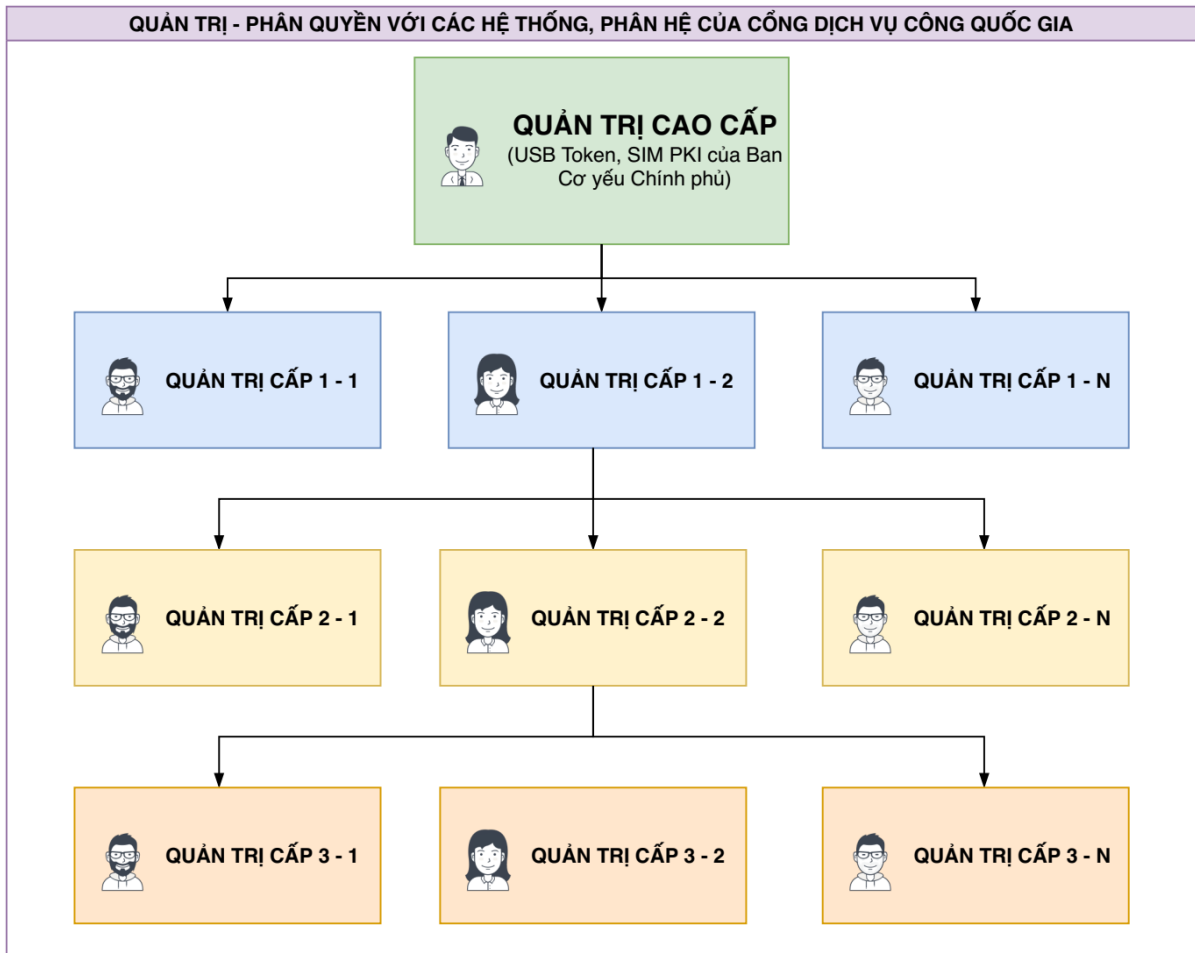 QUẢN TRỊ - PHÂN QUYỀN VỚI CÁC HỆ THỐNG, PHÂN HỆ CỦA CỔNG DỊCH VỤ CÔNG QUỐC GIA
QUẢN TRỊ CAO CẤP
(USB Token, SIM PKI của Ban
Cơ yếu Chính phủ)
QUẢN TRỊ CẤP 1 - 1
QUẢN TRỊ CẤP 1 - 2
QUẢN TRỊ CẤP 1 - N
QUẢN TRỊ CẤP 2 - 1
QUẢN TRỊ CẤP 2 - 2
QUẢN TRỊ CẤP 2 - N
QUẢN TRỊ CẤP 3 - 1
QUẢN TRỊ CẤP 3 - 2
QUẢN TRỊ CẤP 3 - N